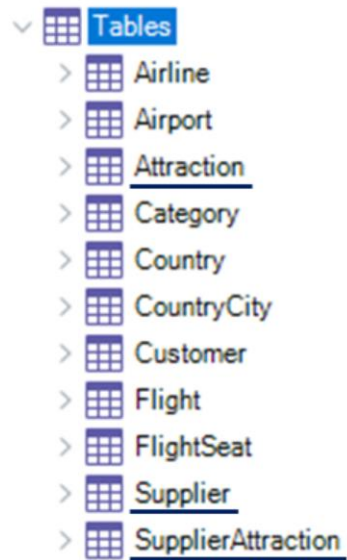 Tables
Airline
Airport
Attraction
Category
Country
CountryCity
Customer
Flight
FlightSeat
Supplier
SupplierAttraction